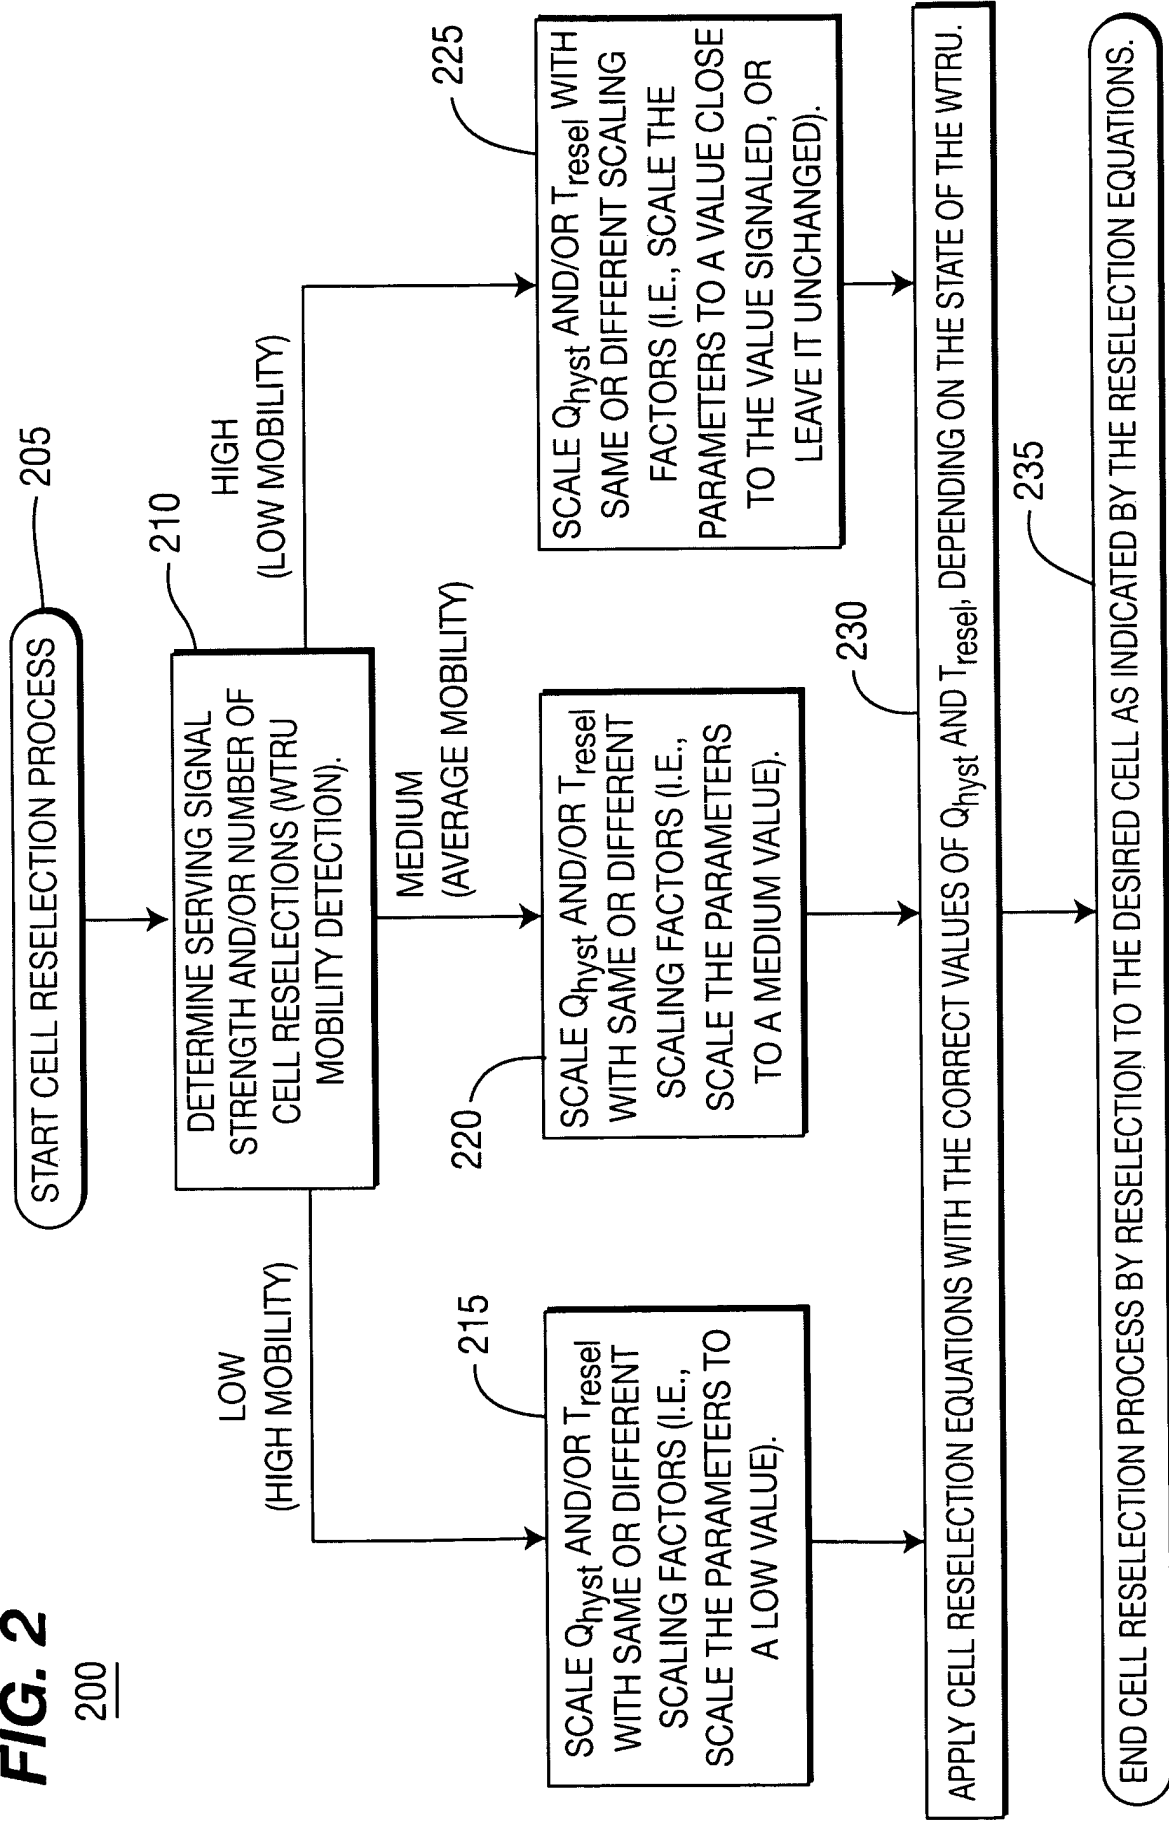 FIG. 2
200
START CELL RESELECTION PROCESS
205
DETERMINE SERVING SIGNAL
STRENGTH AND/OR NUMBER OF
CELL RESELECTIONS (WTRU
MOBILITY DETECTION).
210
LOW
(HIGH MOBILITY)
MEDIUM
(AVERAGE MOBILITY)
HIGH
(LOW MOBILITY)
215
SCALE Qhyst AND/OR Tresel
WITH SAME OR DIFFERENT
SCALING FACTORS (I.E.,
SCALE THE PARAMETERS TO
A LOW VALUE).
220
SCALE Qhyst AND/OR Tresel
WITH SAME OR DIFFERENT
SCALING FACTORS (I.E.,
SCALE THE PARAMETERS
TO A MEDIUM VALUE).
225
SCALE Qhyst AND/OR Tresel WITH
SAME OR DIFFERENT SCALING
FACTORS (I.E., SCALE THE
PARAMETERS TO A VALUE CLOSE
TO THE VALUE SIGNALED, OR
LEAVE IT UNCHANGED).
230
APPLY CELL RESELECTION EQUATIONS WITH THE CORRECT VALUES OF Qhyst AND Tresel, DEPENDING ON THE STATE OF THE WTRU.
235
END CELL RESELECTION PROCESS BY RESELECTION TO THE DESIRED CELL AS INDICATED BY THE RESELECTION EQUATIONS.